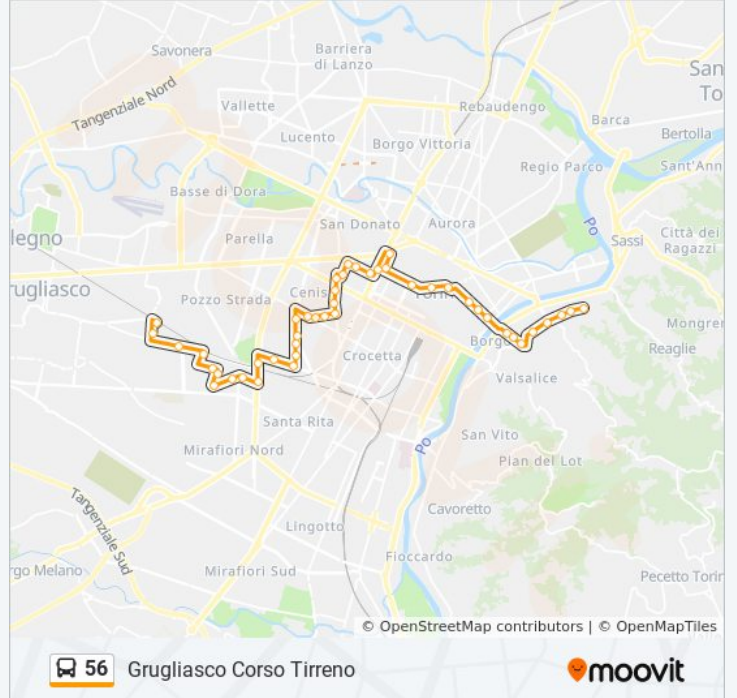 Savonera
Barriera
di Lanzo
San
To
Tangenziale Nord
Vallette
Rebaudengo
Barca
Lucento
Borgo Vittoria
Bertolla
Regio Parco
Sant'Ann
Basse di Dora
San Donato
Aurora
Po
legno
Parella
Sassi
Città dei
Ragazzi
rugliasco
Pozzo Strada
Cenis
Torin
Mongre
Borgo
Reaglie
Crocetta
Valsalice
Santa Rita
San Vito
Mirafiori Nord
Po
Pian del Lot
Tangenziale Sud
Cavoretto
Lingotto
Fioccardo
rgo Melano
Mirafiori Sud
Pecetto Torir
© OpenStreetMap contributors | © OpenMapTiles
56 Grugliasco Corso Tirreno
moovit